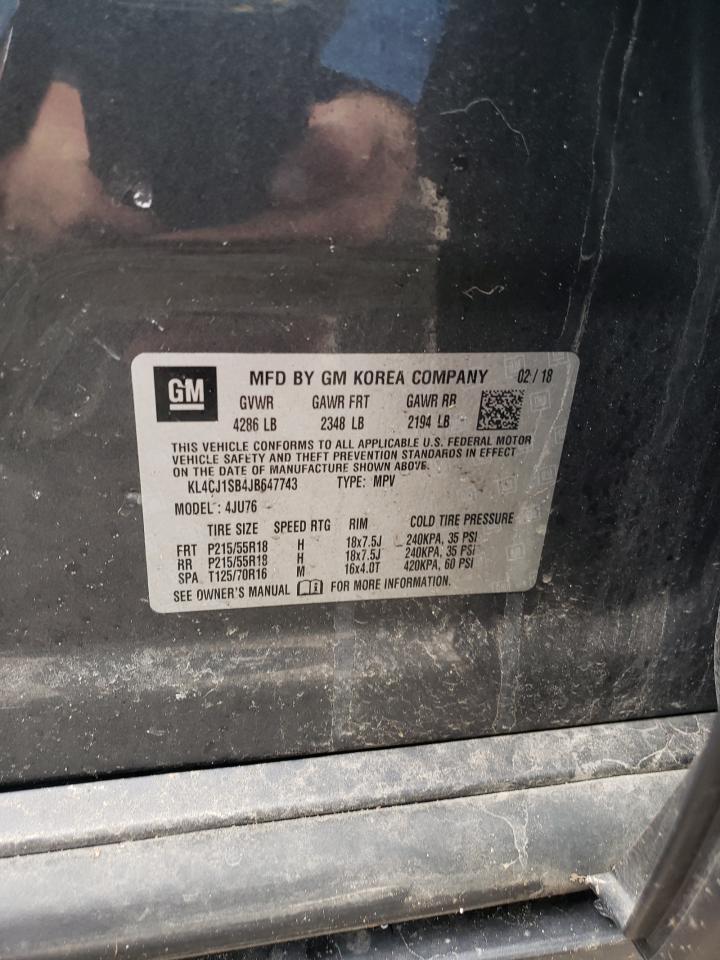 GM MFD BY GM KOREA COMPANY 02 / 18
GVWR GAWR FRT GAWR RR
4286 LB 2348 LB 2194 LB
THIS VEHICLE CONFORMS TO ALL APPLICABLE U.S. FEDERAL MOTOR
VEHICLE SAFETY AND THEFT PREVENTION STANDARDS IN EFFECT
ON THE DATE OF MANUFACTURE SHOWN ABOVE.
KL4CJ1SB4JB647743 TYPE: MPV
MODEL : 4JU76
TIRE SIZE SPEED RTG RIM COLD TIRE PRESSURE
FRT P215/55R18 H 18x7.5J 240KPA, 35 PSI
RR P215/55R18 H 18x7.5J 240KPA, 35 PSI
SPA T125/70R16 M 16x4.0T 420KPA, 60 PSI
SEE OWNER'S MANUAL FOR MORE INFORMATION.